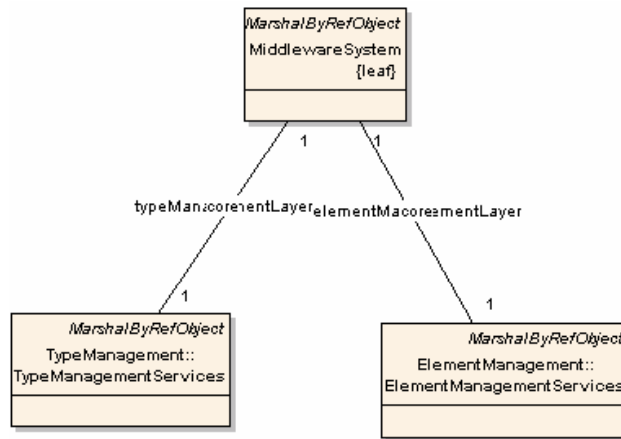 MarshalByRefObject
MiddlewareSystem
{leaf}
1
1
1
1
MarshalByRefObject
TypeManagement::
TypeManagementServices
MarshalByRefObject
ElementManagement::
ElementManagementServices